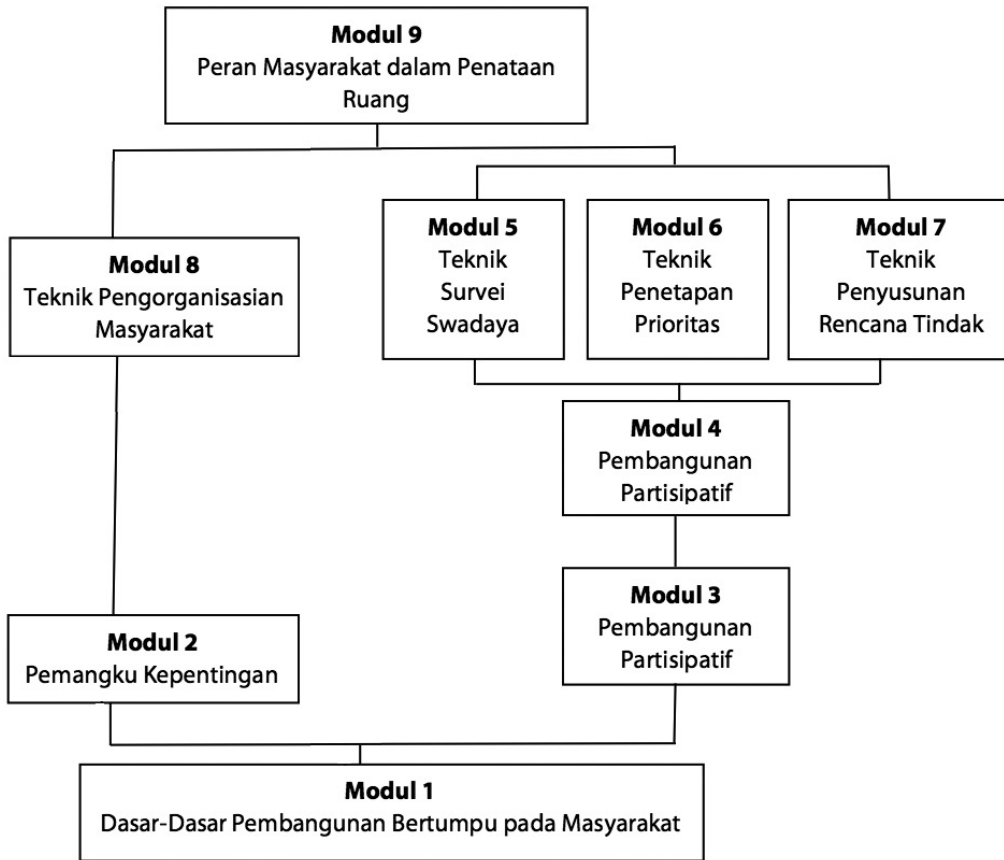 Modul 9
Peran Masyarakat dalam Penataan
Ruang
Modul 8
Teknik Pengorganisasian
Masyarakat
Modul 5
Teknik
Survei
Swadaya
Modul 6
Teknik
Penetapan
Prioritas
Modul 7
Teknik
Penyusunan
Rencana Tindak
Modul 4
Pembangunan
Partisipatif
Modul 2
Pemangku Kepentingan
Modul 3
Pembangunan
Partisipatif
Modul 1
Dasar-Dasar Pembangunan Bertumpu pada Masyarakat